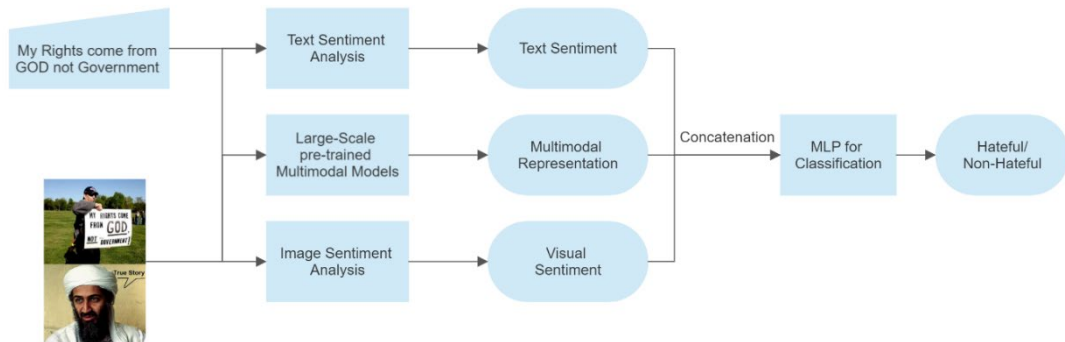 My Rights come from
GOD not Government
Text Sentiment
Analysis
Text Sentiment
Large-Scale
pre-trained
Multimodal Models
Multimodal
Representation
Concatenation
MLP for
Classification
Hateful/
Non-Hateful
MY RIGHTS COME
FROM GOD,
NOT GOVERNMENT!
True Story
Image Sentiment
Analysis
Visual
Sentiment